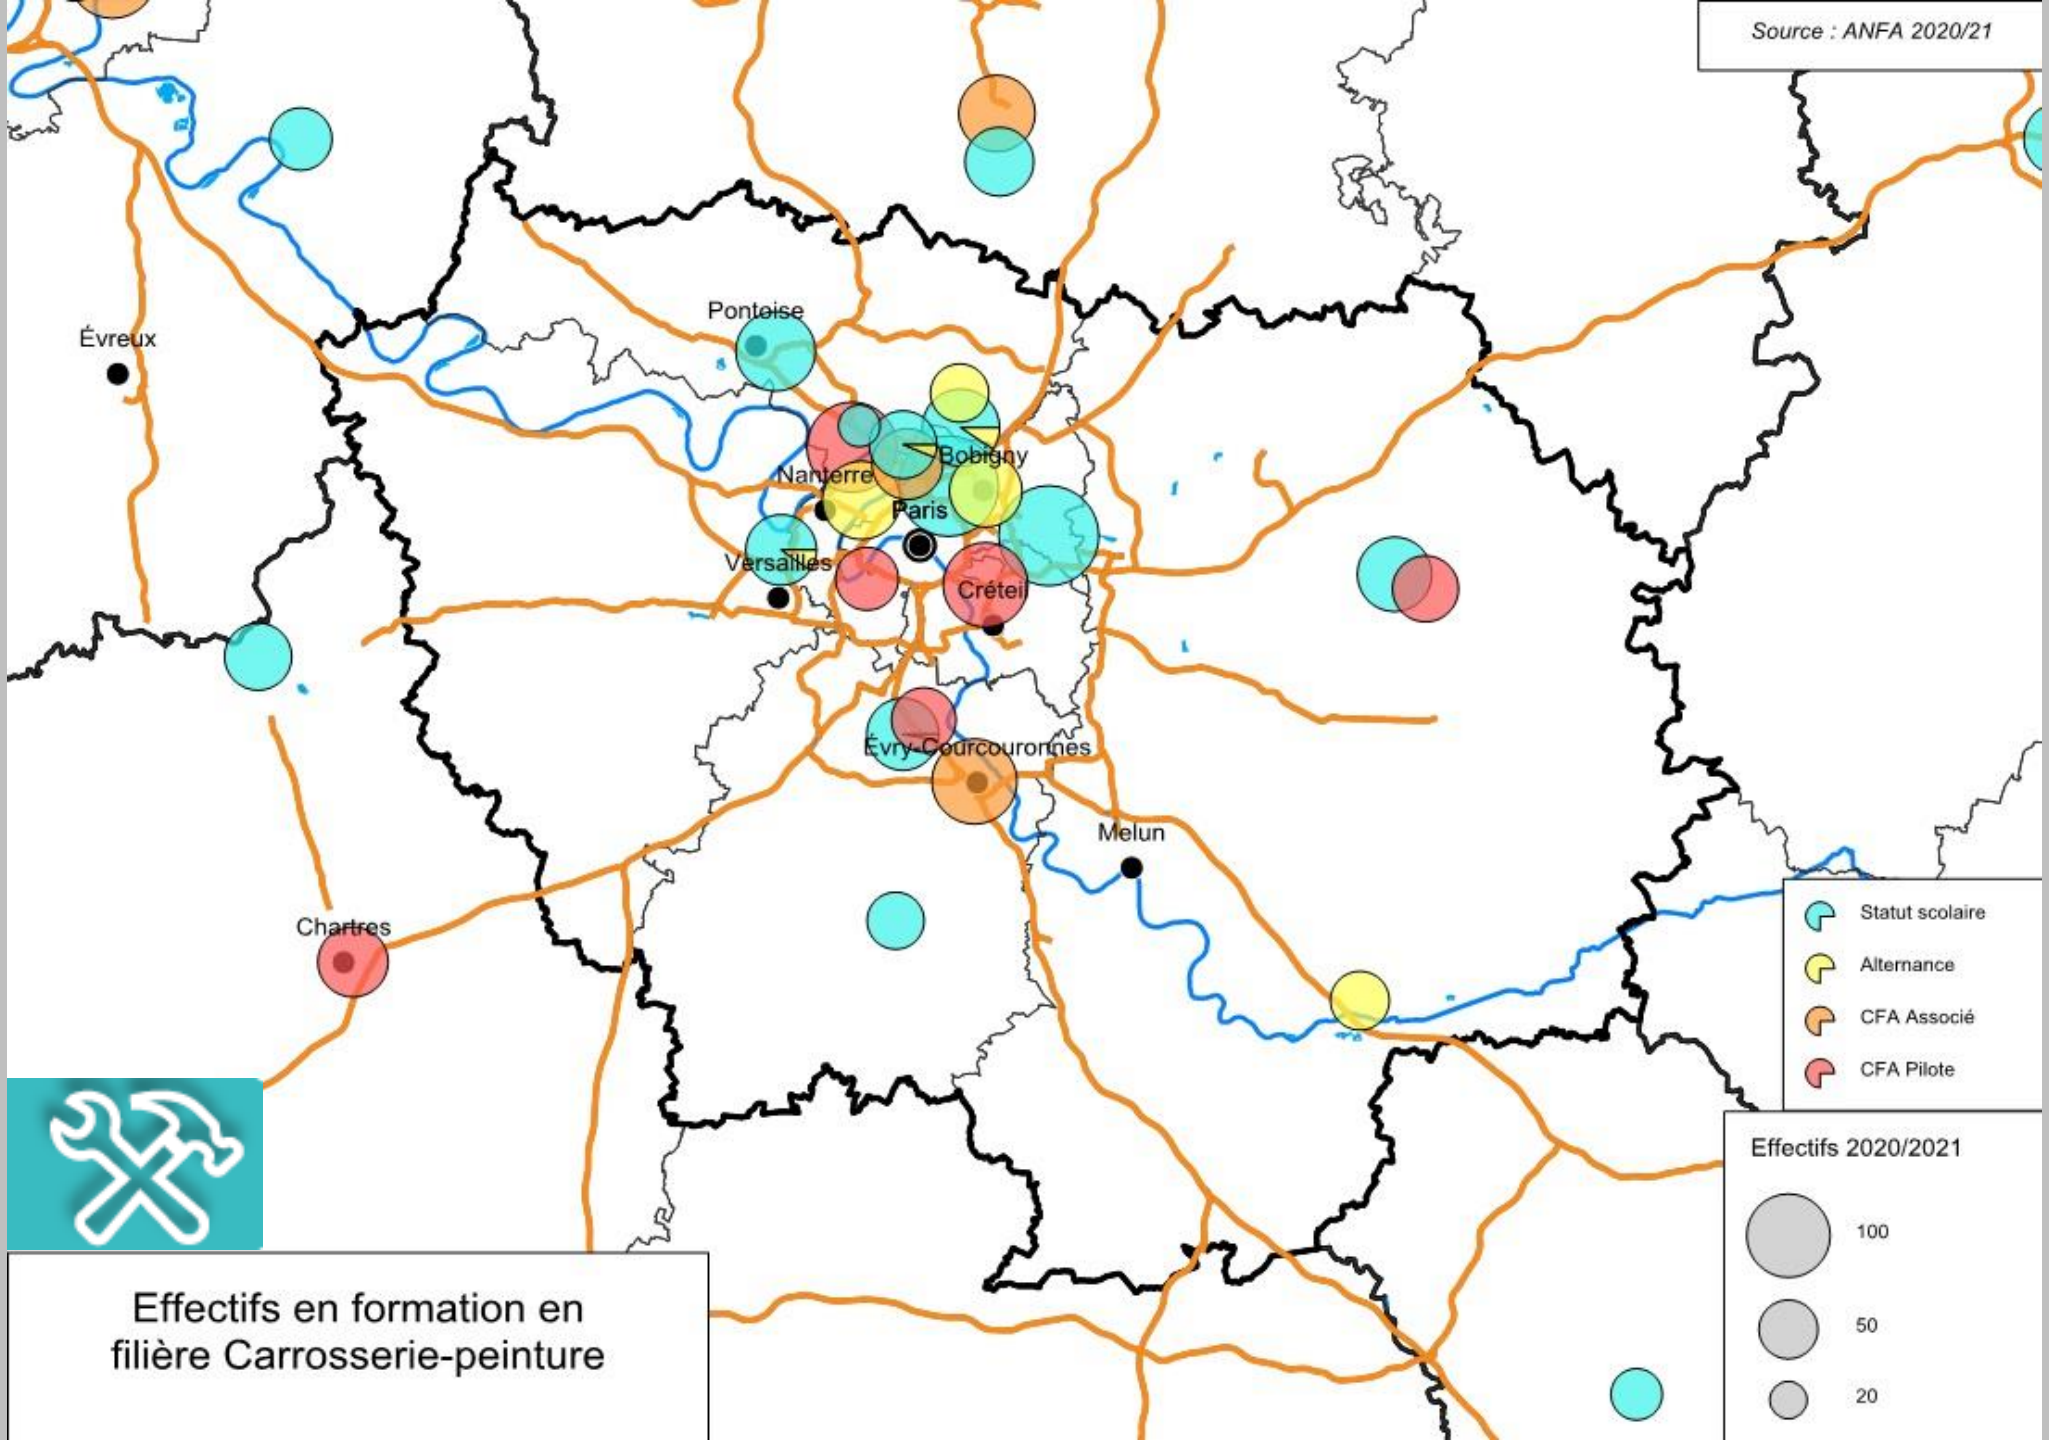 Source : ANFA 2020/21
Pontoise
Évreux
Bobigny
Nanterre
Paris
Versailles
Créteil
Évry-Courcouronnes
Melun
Chartres
Statut scolaire
Alternance
CFA Associé
CFA Pilote
Effectifs 2020/2021
100
50
20
Effectifs en formation en
filière Carrosserie-peinture